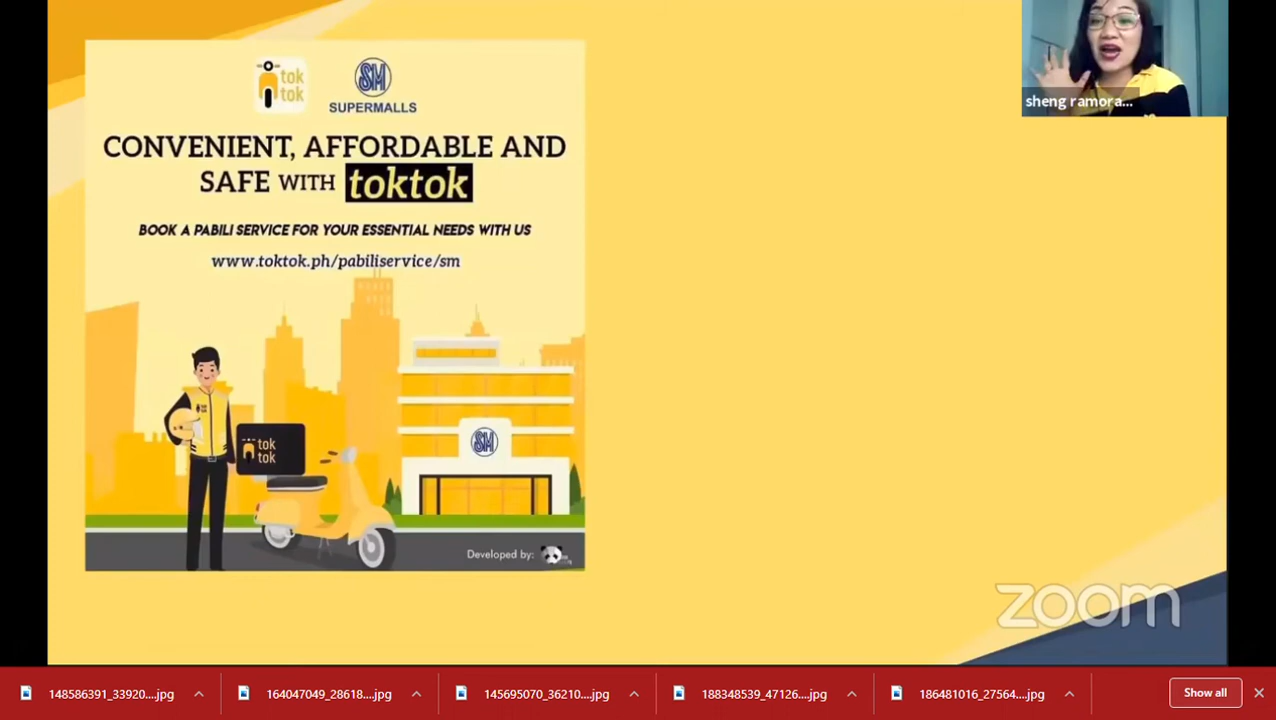 tok
tok
SM
SUPERMALLS
CONVENIENT, AFFORDABLE AND
SAFE WITH toktok
BOOK A PABILI SERVICE FOR YOUR ESSENTIAL NEEDS WITH US
www.toktok.ph/pabiliservice/sm
tok
tok
SM
Developed by:
sheng ramora...
zoom
148586391_33920....jpg
164047049_28618....jpg
145695070_36210....jpg
188348539_47126....jpg
186481016_27564....jpg
Show all